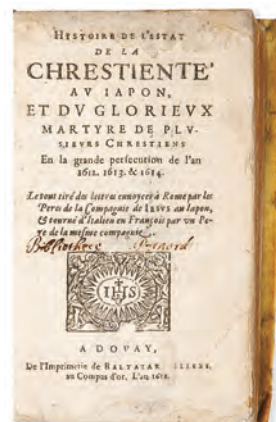 HISTOIRE DE L'ESTAT
DE LA
CHRESTIENTE'
AV IAPON,
ET DV GLORIEVX
MARTYRE DE PLV-
SIEVRS CHRESTIENS
En la grande persecution de l'an
1612. 1613. & 1614.
Le tout tiré des lettres envoyées à Rome par les
Peres de la Compagnie de IESVS au Iapon,
& tourné d'Italien en François par vn Pe-
re de la mesme compagnie.
IHS
A DOVAY,
De l'Imprimerie de BALTAZAR
au Compas d'or. L'an